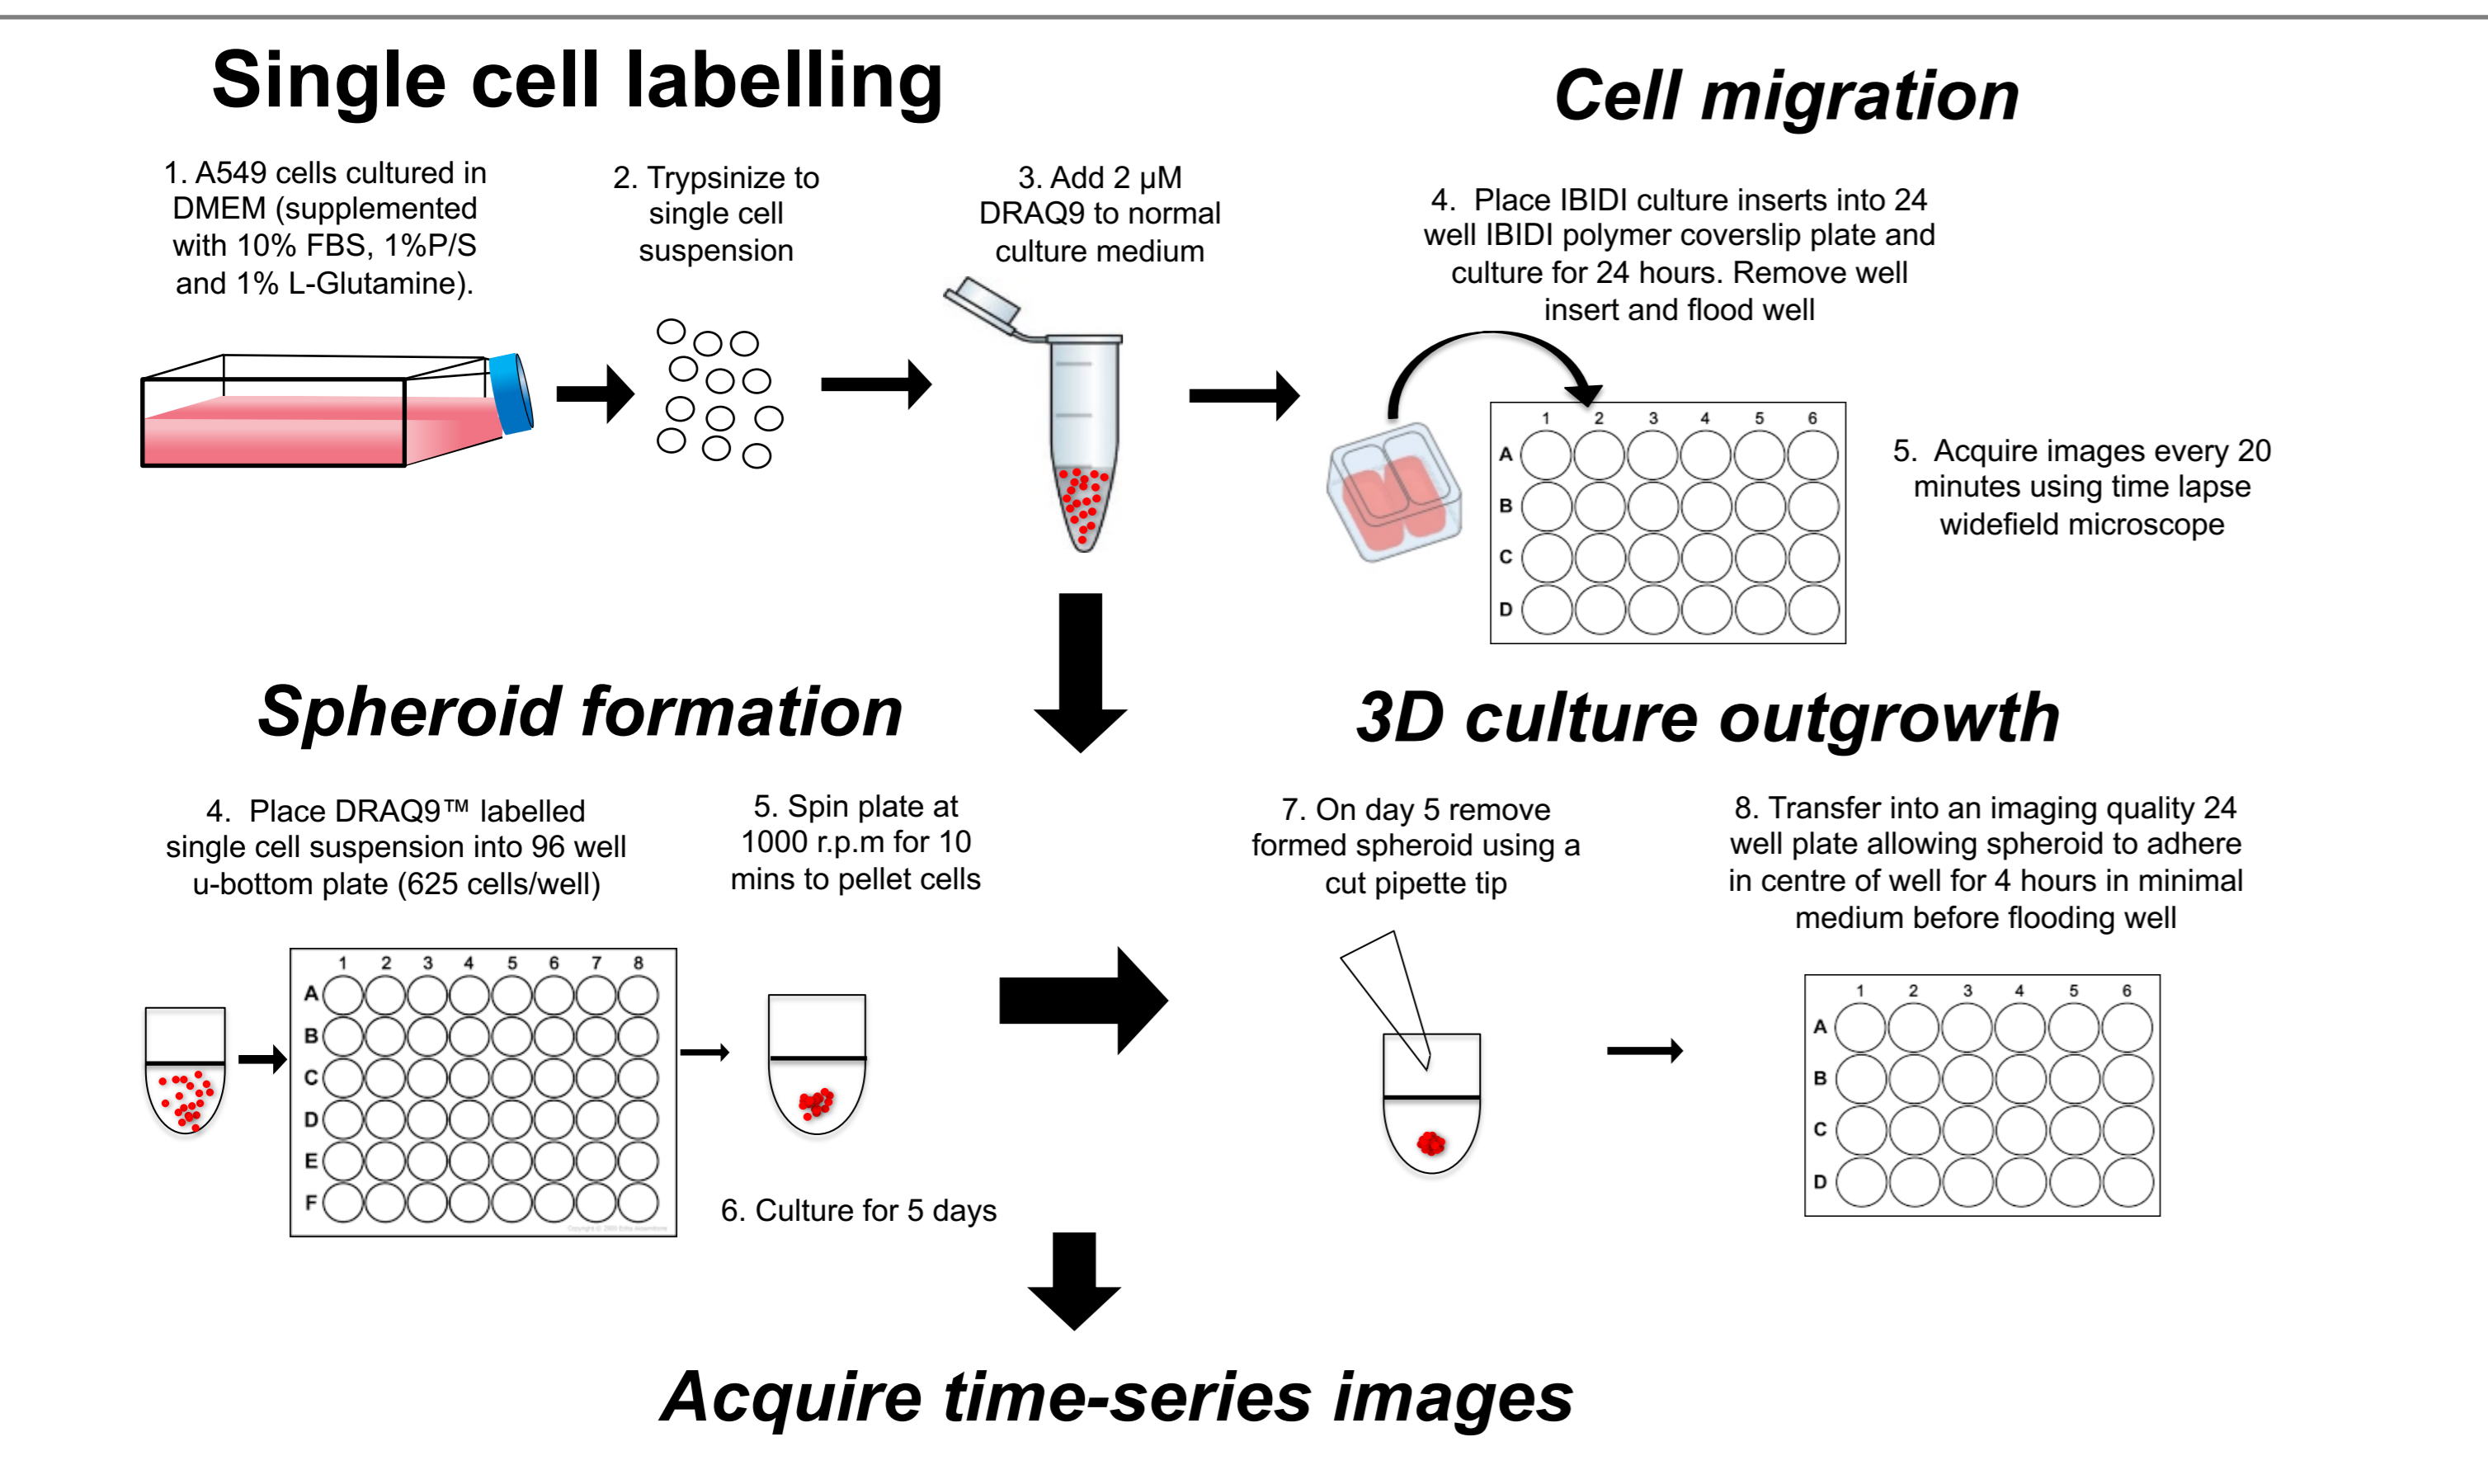 Single cell labelling
1. A549 cells cultured in
DMEM (supplemented
with 10% FBS, 1%P/S
and 1% L-Glutamine).
2. Trypsinize to
single cell
suspension
3. Add 2 µM
DRAQ9 to normal
culture medium
Cell migration
4. Place IBIDI culture inserts into 24
well IBIDI polymer coverslip plate and
culture for 24 hours. Remove well
insert and flood well
1 2 3 4 5 6
A
B
C
D
5. Acquire images every 20
minutes using time lapse
widefield microscope
Spheroid formation
4. Place DRAQ9™ labelled
single cell suspension into 96 well
u-bottom plate (625 cells/well)
1 2 3 4 5 6 7 8
A
B
C
D
E
F
5. Spin plate at
1000 r.p.m for 10
mins to pellet cells
6. Culture for 5 days
3D culture outgrowth
7. On day 5 remove
formed spheroid using a
cut pipette tip
8. Transfer into an imaging quality 24
well plate allowing spheroid to adhere
in centre of well for 4 hours in minimal
medium before flooding well
1 2 3 4 5 6
A
B
C
D
Acquire time-series images